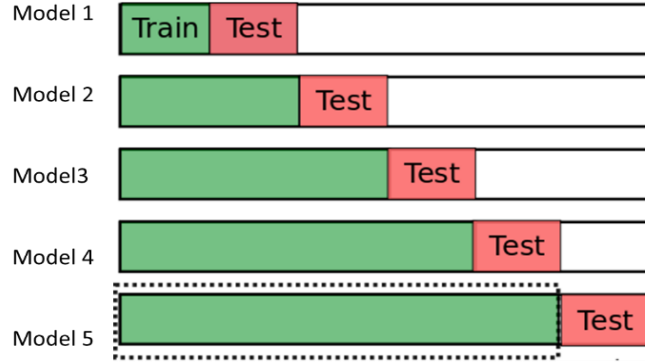 Model 1
Train Test
Model 2
Test
Model3
Test
Model 4
Test
Model 5
Test